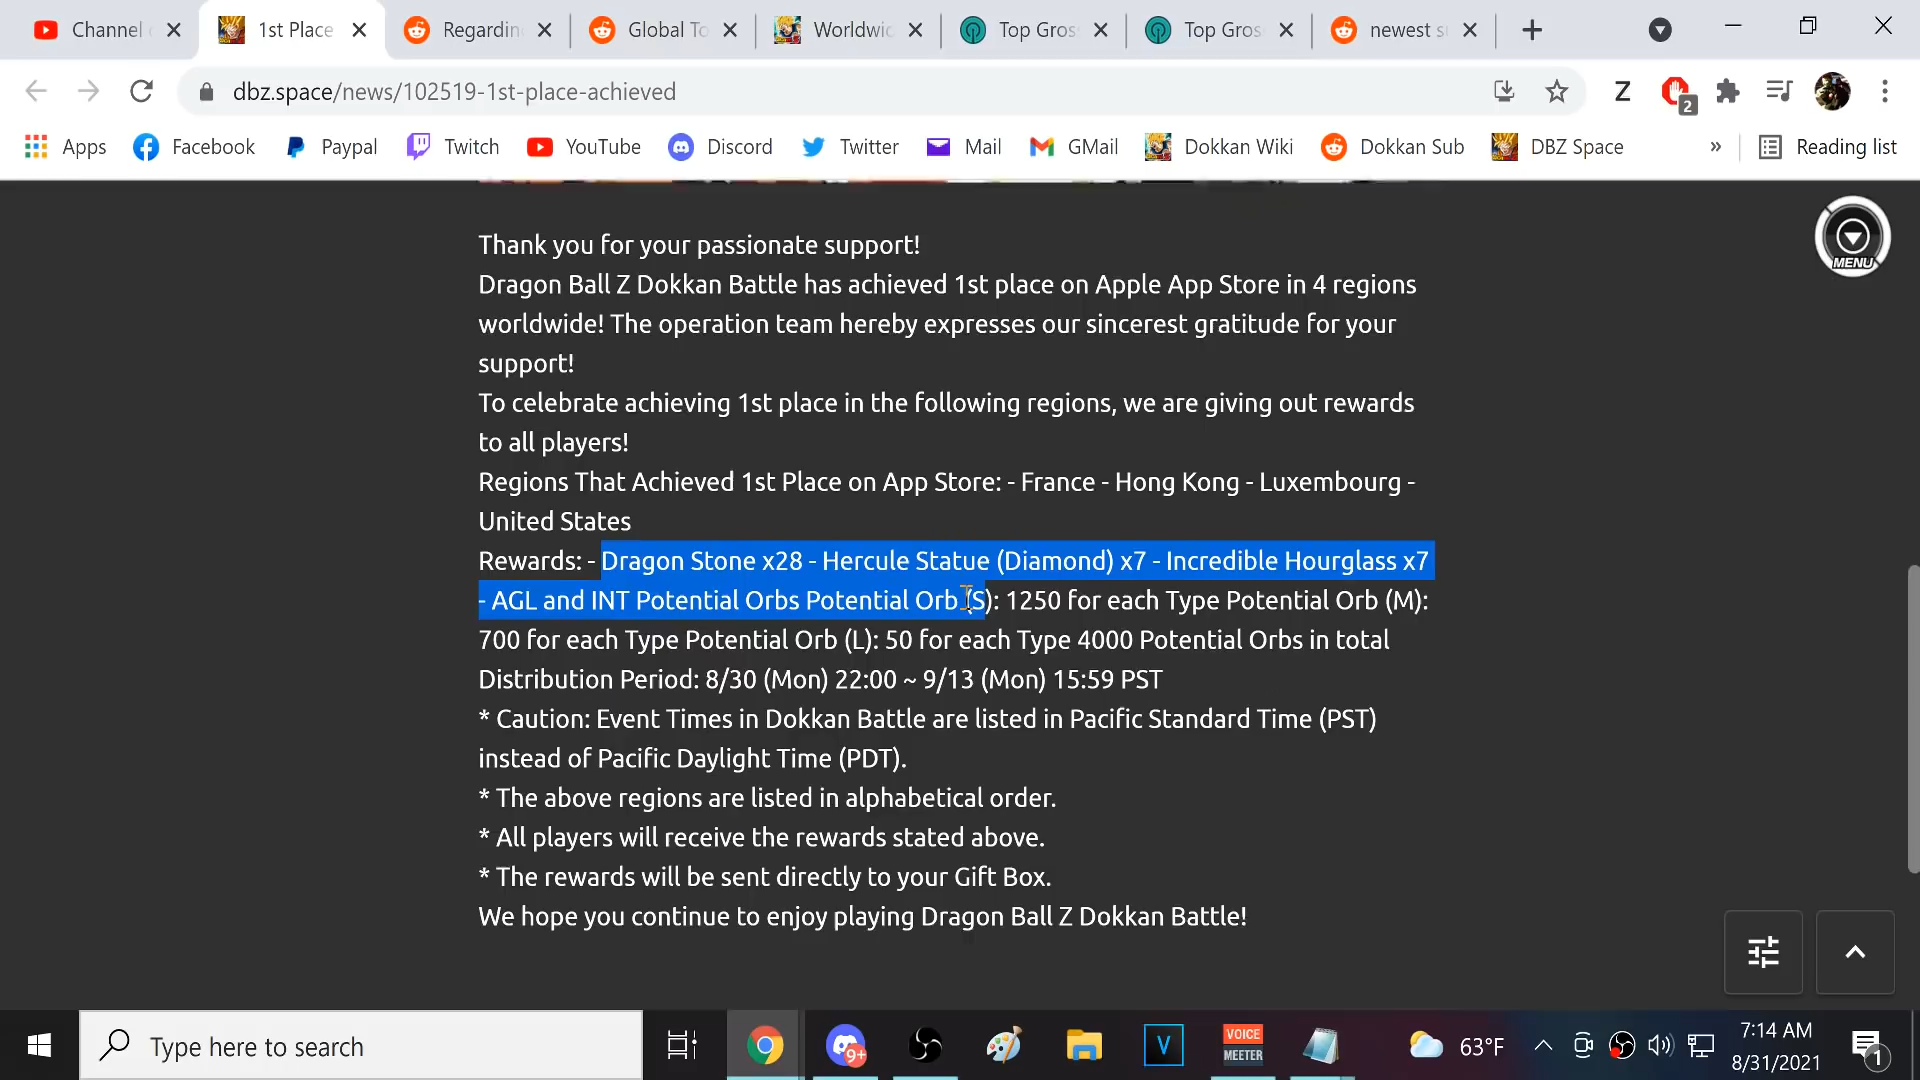 Channel
1st Place
Regardin
Global To
Worldwi
Top Gros
Top Gros
newest s
dbz.space/news/102519-1st-place-achieved
Z
2
Apps
Facebook
Paypal
Twitch
YouTube
Discord
Twitter
Mail
GMail
Dokkan Wiki
Dokkan Sub
DBZ Space
»
Reading list
MENU
Thank you for your passionate support!
Dragon Ball Z Dokkan Battle has achieved 1st place on Apple App Store in 4 regions
worldwide! The operation team hereby expresses our sincerest gratitude for your
support!
To celebrate achieving 1st place in the following regions, we are giving out rewards
to all players!
Regions That Achieved 1st Place on App Store: - France - Hong Kong - Luxembourg -
United States
Rewards: - Dragon Stone x28 - Hercule Statue (Diamond) x7 - Incredible Hourglass x7
- AGL and INT Potential Orbs Potential Orb (S): 1250 for each Type Potential Orb (M):
700 for each Type Potential Orb (L): 50 for each Type 4000 Potential Orbs in total
Distribution Period: 8/30 (Mon) 22:00 ~ 9/13 (Mon) 15:59 PST
* Caution: Event Times in Dokkan Battle are listed in Pacific Standard Time (PST)
instead of Pacific Daylight Time (PDT).
* The above regions are listed in alphabetical order.
* All players will receive the rewards stated above.
* The rewards will be sent directly to your Gift Box.
We hope you continue to enjoy playing Dragon Ball Z Dokkan Battle!
Type here to search
9+
V
VOICE
MEETER
63°F
7:14 AM
8/31/2021
1